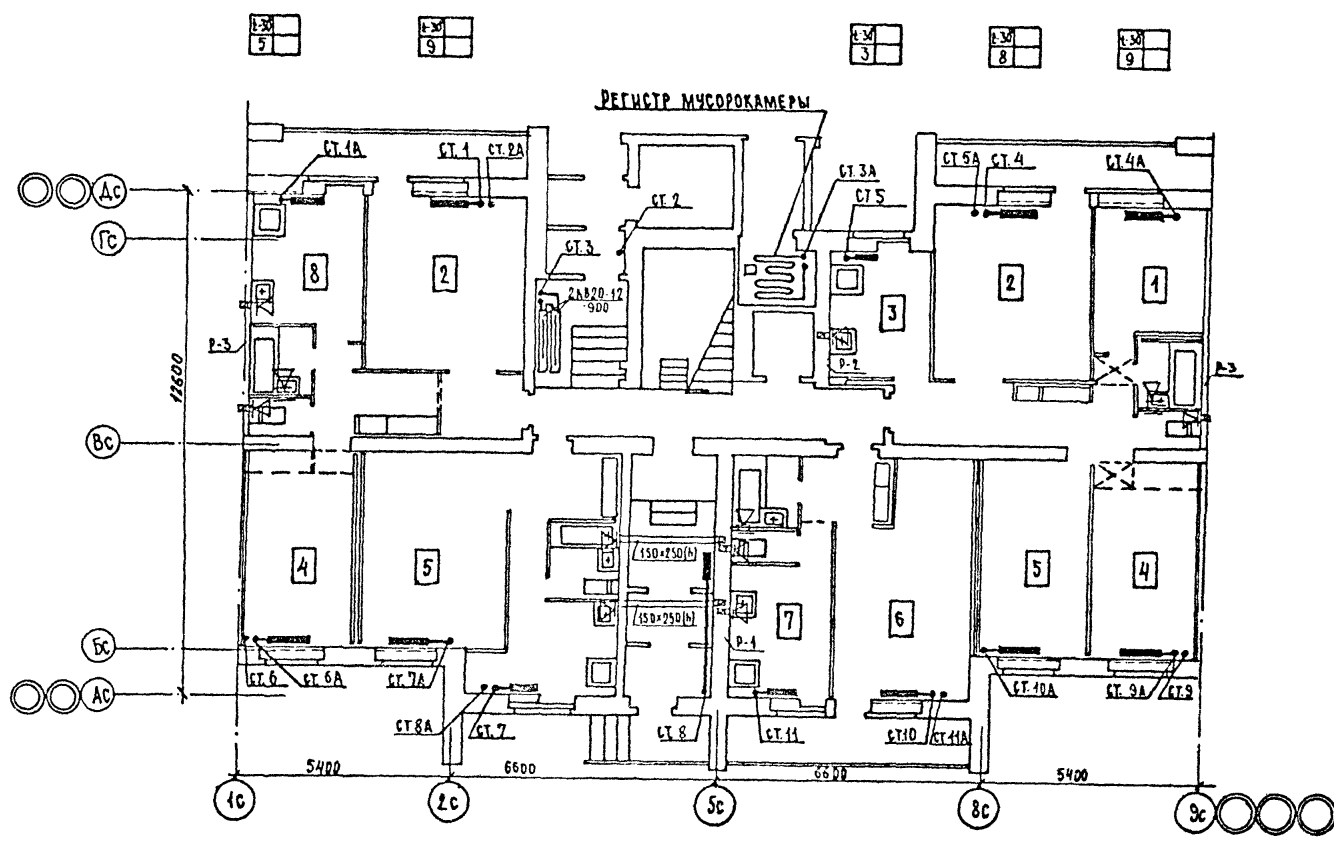 t-30
5
t-30
9
t-30
3
t-30
8
t-30
9
РЕГИСТР МУСОРОКАМЕРЫ
СТ.1А
СТ.1
СТ.2А
СТ.3А
СТ 5
СТ.5А
СТ.4
СТ.4А
Дс
СТ. 2
Гс
СТ.3
8
2
2
1
3
2АВ20-12
-900
Р-3
Р-2
Р-3
11600
Вс
150×250(h)
4
5
5
4
150×250(h)
7
6
Р-1
Бс
СТ.6
СТ.6А
СТ.7А
СТ.10А
СТ.9А
СТ.9
Ас
СТ 8А
СТ.7
СТ 8
СТ.11
СТ10
СТ.11А
5400
6600
6600
5400
1с
2с
5с
8с
9с